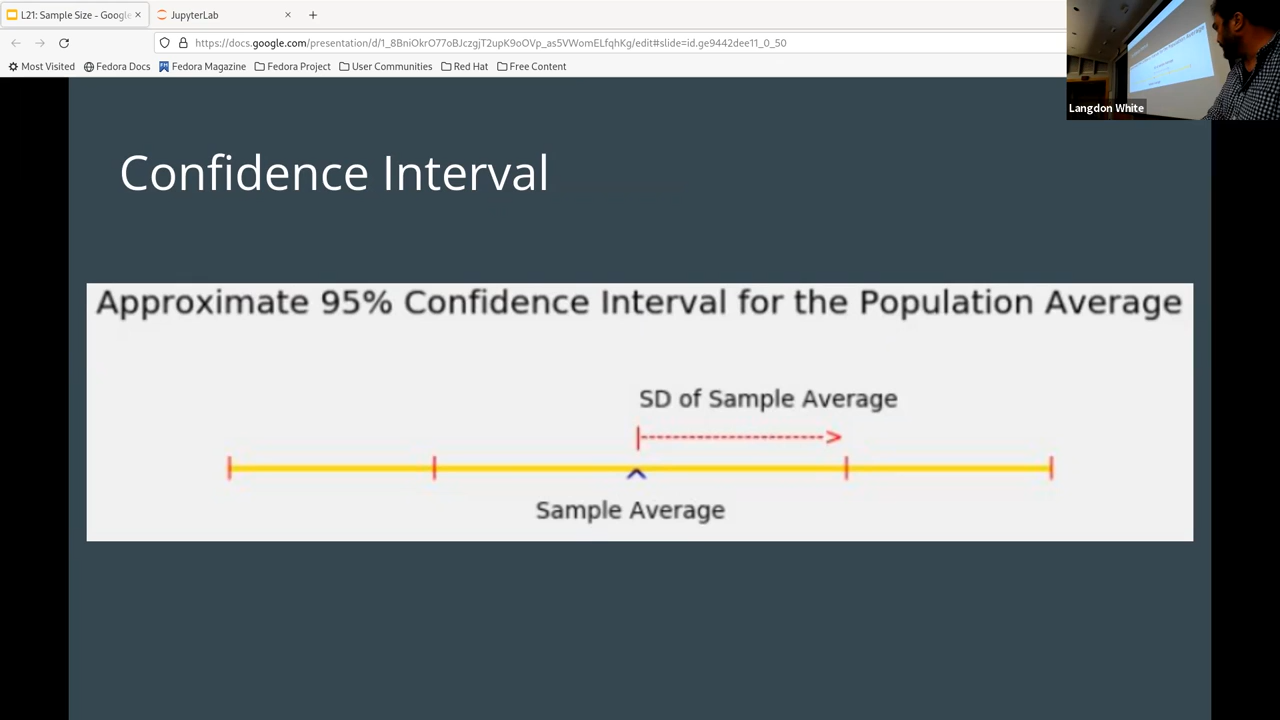 L21: Sample Size - Google
JupyterLab
https://docs.google.com/presentation/d/1_8BniOkrO77oBJczgjT2upK9oOVp_as5VWomELfqhKg/edit#slide=id.ge9442dee11_0_50
Most Visited Fedora Docs Fedora Magazine Fedora Project User Communities Red Hat Free Content
Langdon White
Confidence Interval
Approximate 95% Confidence Interval for the Population Average
SD of Sample Average
Sample Average